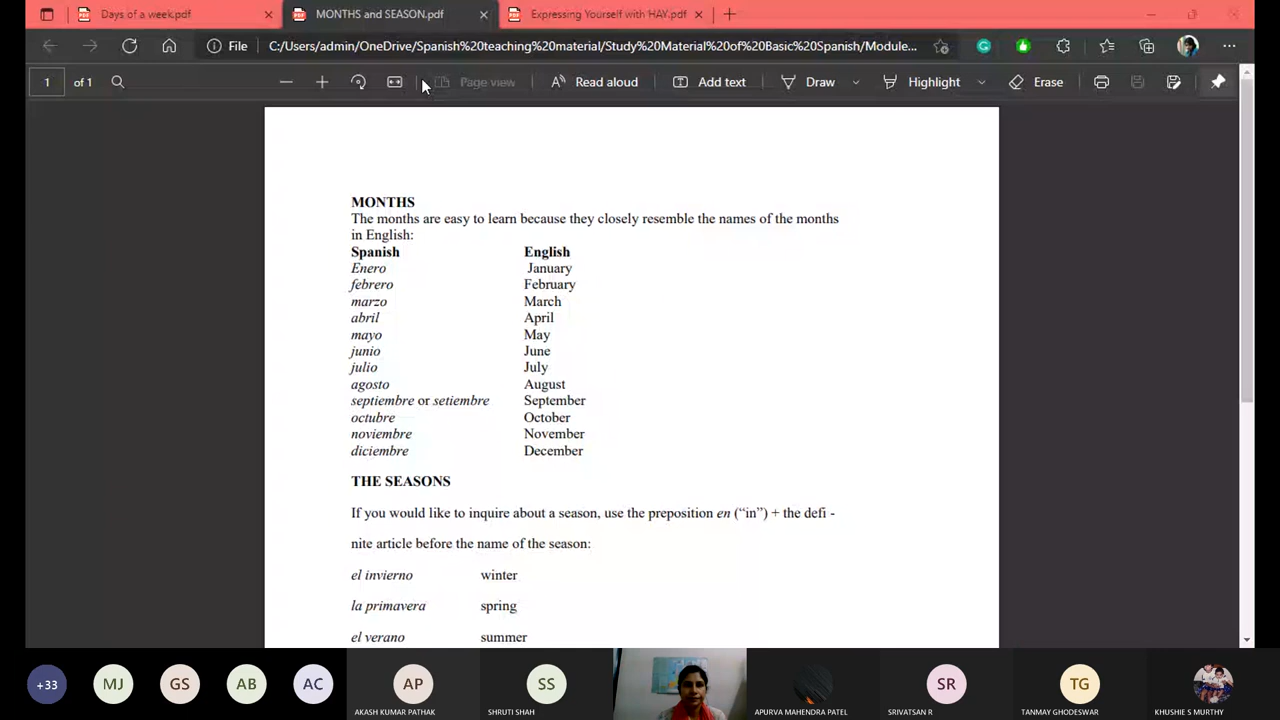 Days of a week.pdf
MONTHS and SEASON.pdf
Expressing Yourself with HAY.pdf
File
C:/Users/admin/OneDrive/Spanish%20teaching%20material/Study%20Material%20of%20Basic%20Spanish/Module...
1 of 1
Page view
Read aloud
Add text
Draw
Highlight
Erase
MONTHS
The months are easy to learn because they closely resemble the names of the months
in English:
Spanish English
Enero January
febrero February
marzo March
abril April
mayo May
junio June
julio July
agosto August
septiembre or setiembre September
octubre October
noviembre November
diciembre December
THE SEASONS
If you would like to inquire about a season, use the preposition en (“in”) + the defi -
nite article before the name of the season:
el invierno winter
la primavera spring
el verano summer
+33
MJ
GS
AB
AC
AP
AKASH KUMAR PATHAK
SS
SHRUTI SHAH
APURVA MAHENDRA PATEL
SR
SRIVATSAN R
TG
TANMAY GHODESWAR
KHUSHIE S MURTHY